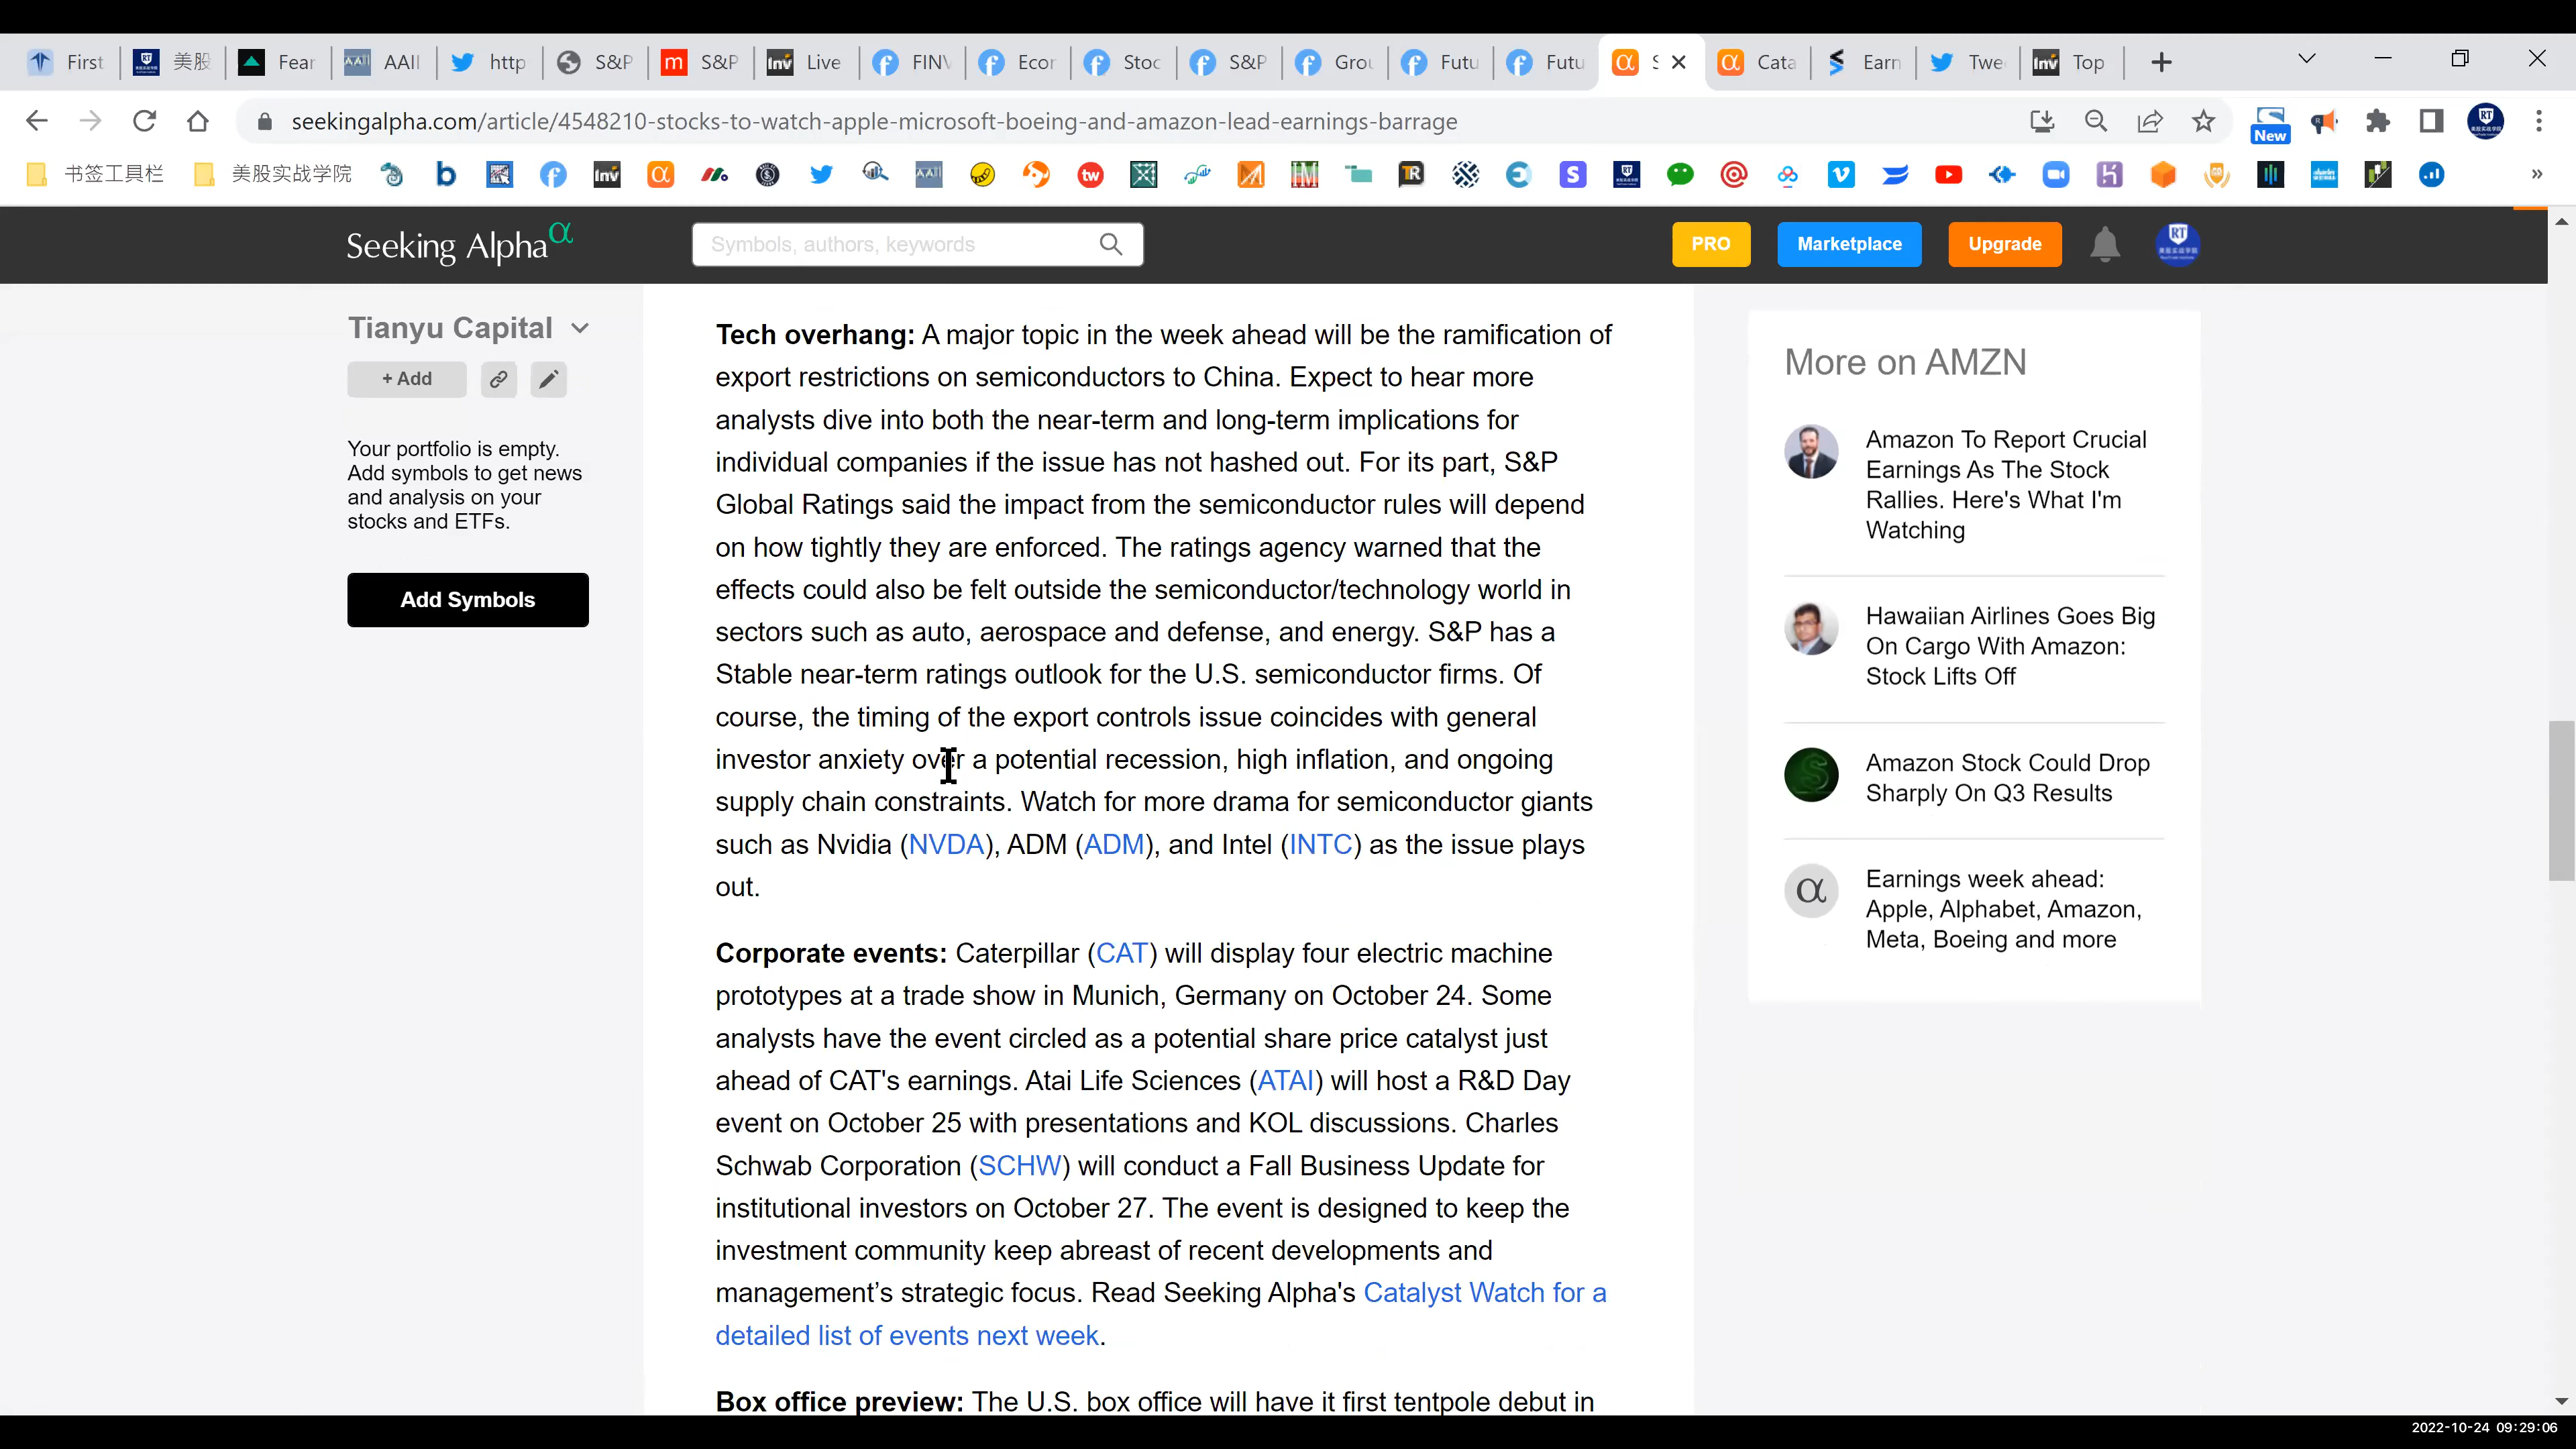 First
美股
Fear
AAII
http
S&P
S&P
Live
FINV
Econ
Stoc
S&P
Grou
Futu
Futu
Cata
Earn
Twe
Top
seekingalpha.com/article/4548210-stocks-to-watch-apple-microsoft-boeing-and-amazon-lead-earnings-barrage
New
书签工具栏
美股实战学院
Seeking Alpha α
Symbols, authors, keywords
PRO
Marketplace
Upgrade
Tianyu Capital
+ Add
Your portfolio is empty.
Add symbols to get news
and analysis on your
stocks and ETFs.
Add Symbols
Tech overhang: A major topic in the week ahead will be the ramification of
export restrictions on semiconductors to China. Expect to hear more
analysts dive into both the near-term and long-term implications for
individual companies if the issue has not hashed out. For its part, S&P
Global Ratings said the impact from the semiconductor rules will depend
on how tightly they are enforced. The ratings agency warned that the
effects could also be felt outside the semiconductor/technology world in
sectors such as auto, aerospace and defense, and energy. S&P has a
Stable near-term ratings outlook for the U.S. semiconductor firms. Of
course, the timing of the export controls issue coincides with general
investor anxiety over a potential recession, high inflation, and ongoing
supply chain constraints. Watch for more drama for semiconductor giants
such as Nvidia (NVDA), ADM (ADM), and Intel (INTC) as the issue plays
out.
Corporate events: Caterpillar (CAT) will display four electric machine
prototypes at a trade show in Munich, Germany on October 24. Some
analysts have the event circled as a potential share price catalyst just
ahead of CAT's earnings. Atai Life Sciences (ATAI) will host a R&D Day
event on October 25 with presentations and KOL discussions. Charles
Schwab Corporation (SCHW) will conduct a Fall Business Update for
institutional investors on October 27. The event is designed to keep the
investment community keep abreast of recent developments and
management’s strategic focus. Read Seeking Alpha's Catalyst Watch for a
detailed list of events next week.
Box office preview: The U.S. box office will have it first tentpole debut in
More on AMZN
Amazon To Report Crucial
Earnings As The Stock
Rallies. Here's What I'm
Watching
Hawaiian Airlines Goes Big
On Cargo With Amazon:
Stock Lifts Off
Amazon Stock Could Drop
Sharply On Q3 Results
Earnings week ahead:
Apple, Alphabet, Amazon,
Meta, Boeing and more
2022-10-24 09:29:06